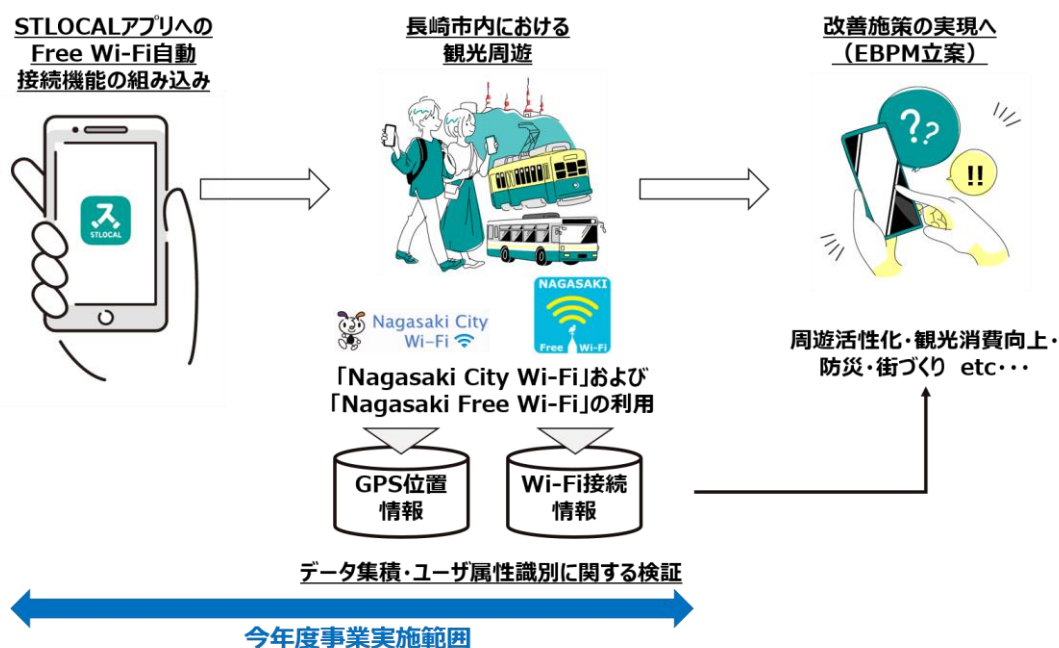 STLOCALアプリへの
Free Wi-Fi自動
接続機能の組み込み
長崎市内における
観光周遊
改善施策の実現へ
（EBPM立案）
ス
STLOCAL
??
!!
Nagasaki City
Wi-Fi
NAGASAKI
Free Wi-Fi
「Nagasaki City Wi-Fi」および
「Nagasaki Free Wi-Fi」の利用
周遊活性化・観光消費向上・
防災・街づくり etc・・・
GPS位置
情報
Wi-Fi接続
情報
データ集積・ユーザ属性識別に関する検証
今年度事業実施範囲